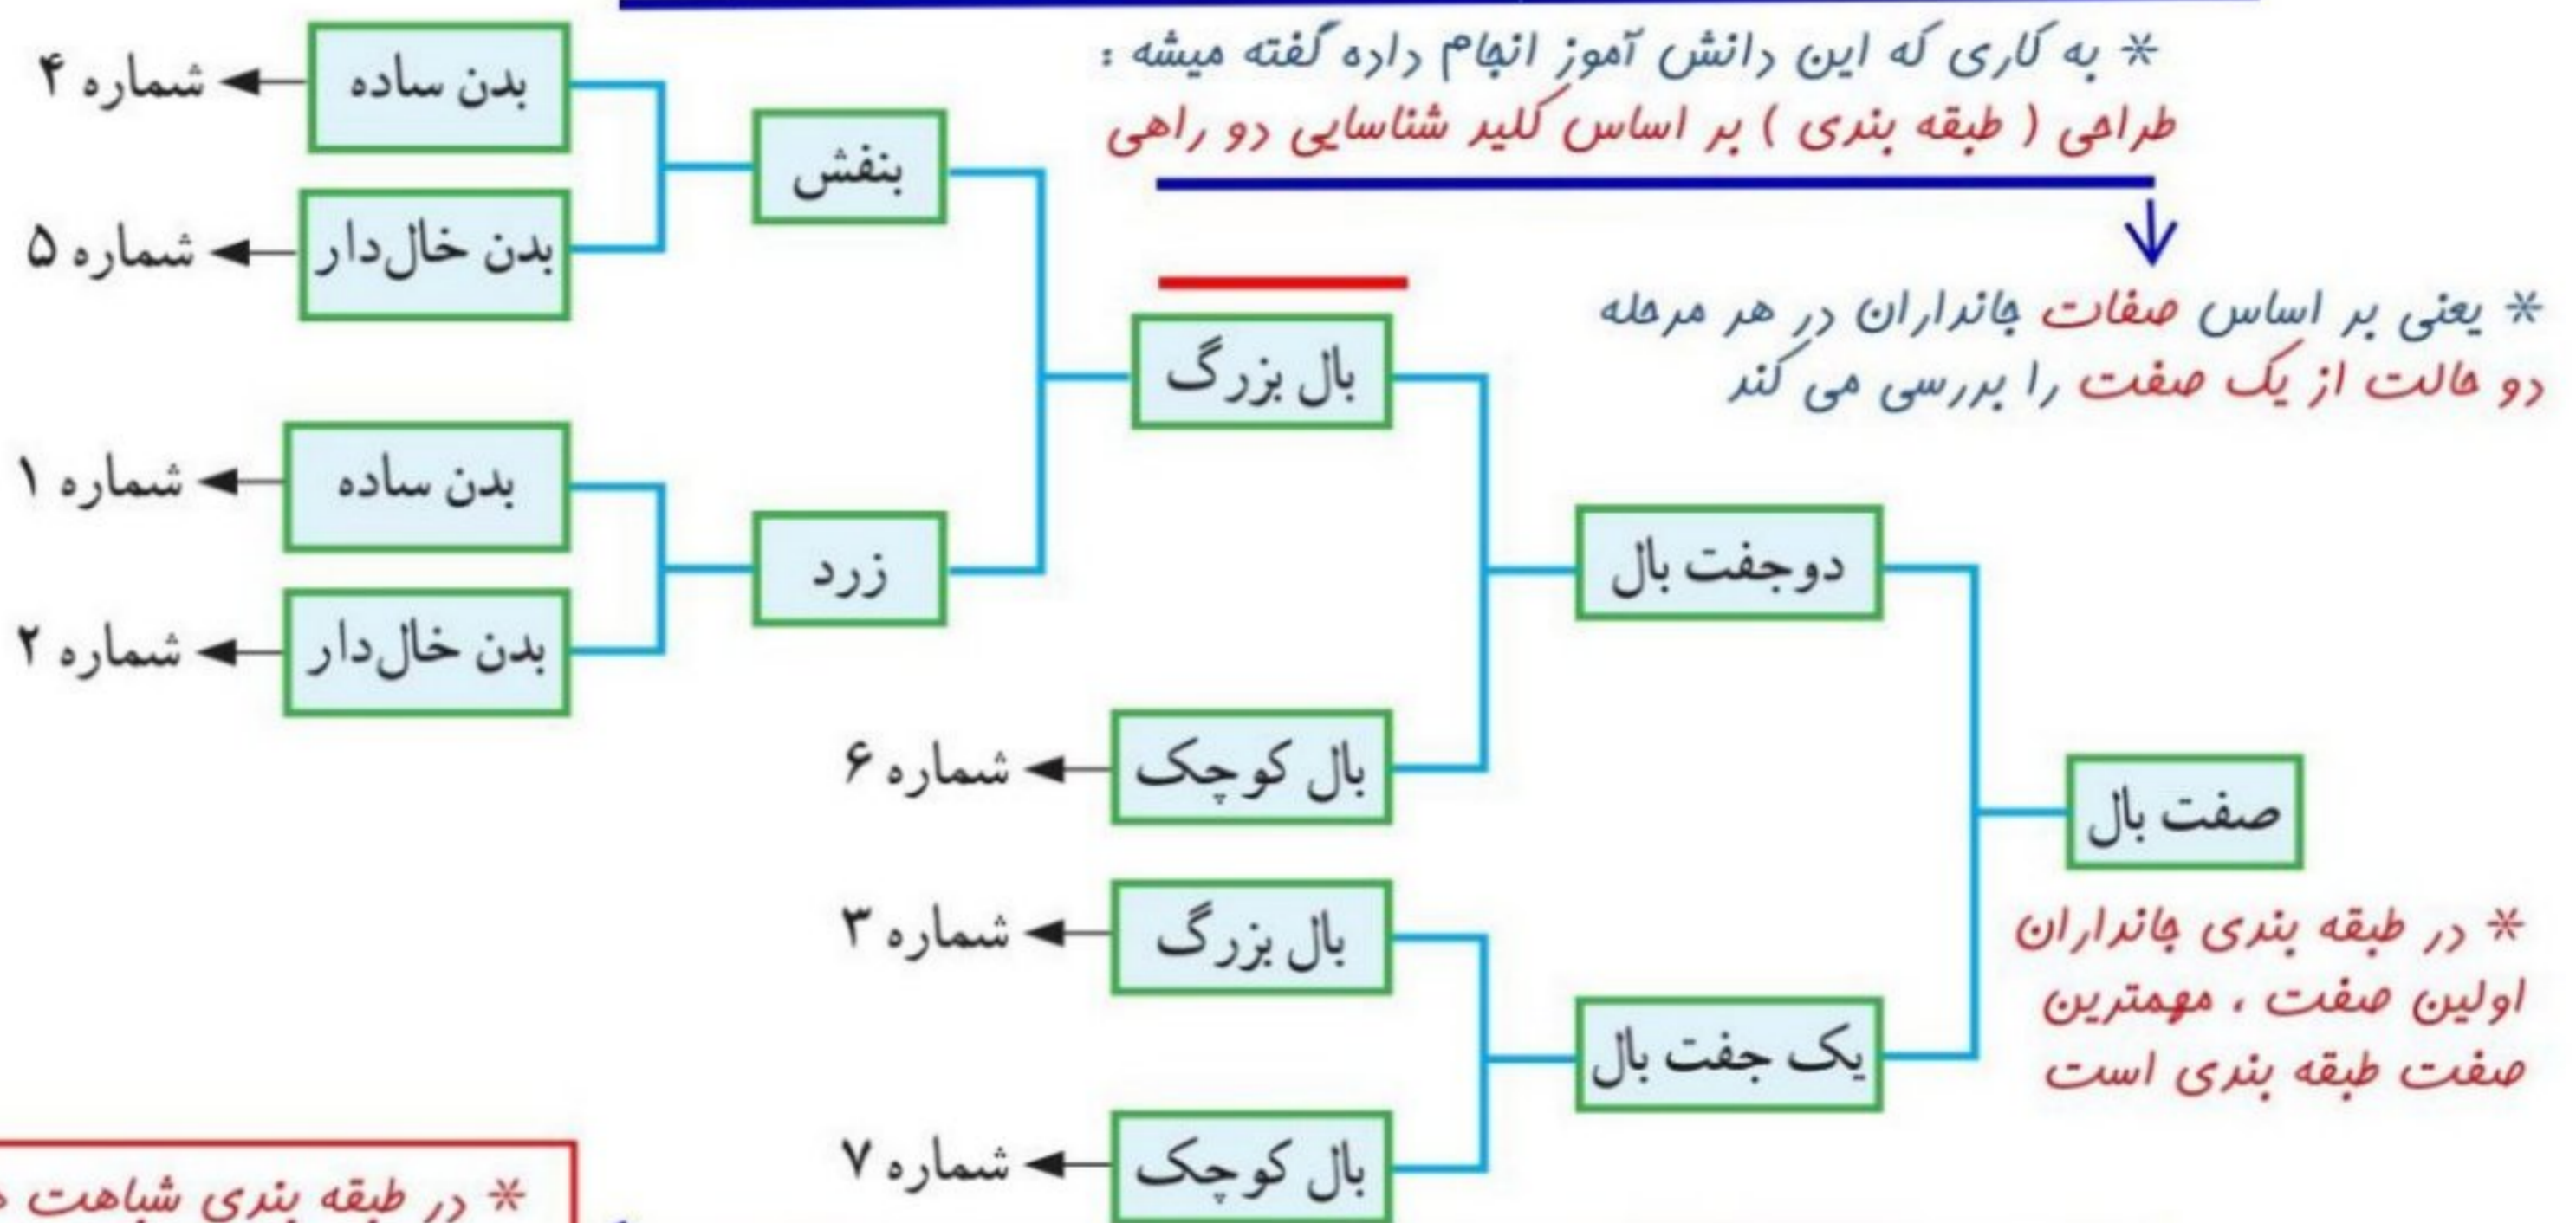 * به کاری که این دانش آموز انجام داده گفته میشه :
طراحی ( طبقه بندی ) بر اساس کلید شناسایی دو راهی
* یعنی بر اساس صفات جانداران در هر مرحله
دو حالت از یک صفت را بررسی می کند
صفت بال
* در طبقه بندی جانداران
اولین صفت ، مهمترین
صفت طبقه بندی است
دوجفت بال
یک جفت بال
بال بزرگ
بال کوچک
شماره ۶
بال بزرگ
شماره ۳
بال کوچک
شماره ۷
بنفش
زرد
بدن ساده
شماره ۴
بدن خال‌دار
شماره ۵
بدن ساده
شماره ۱
بدن خال‌دار
شماره ۲
* در طبقه بندی شباهت